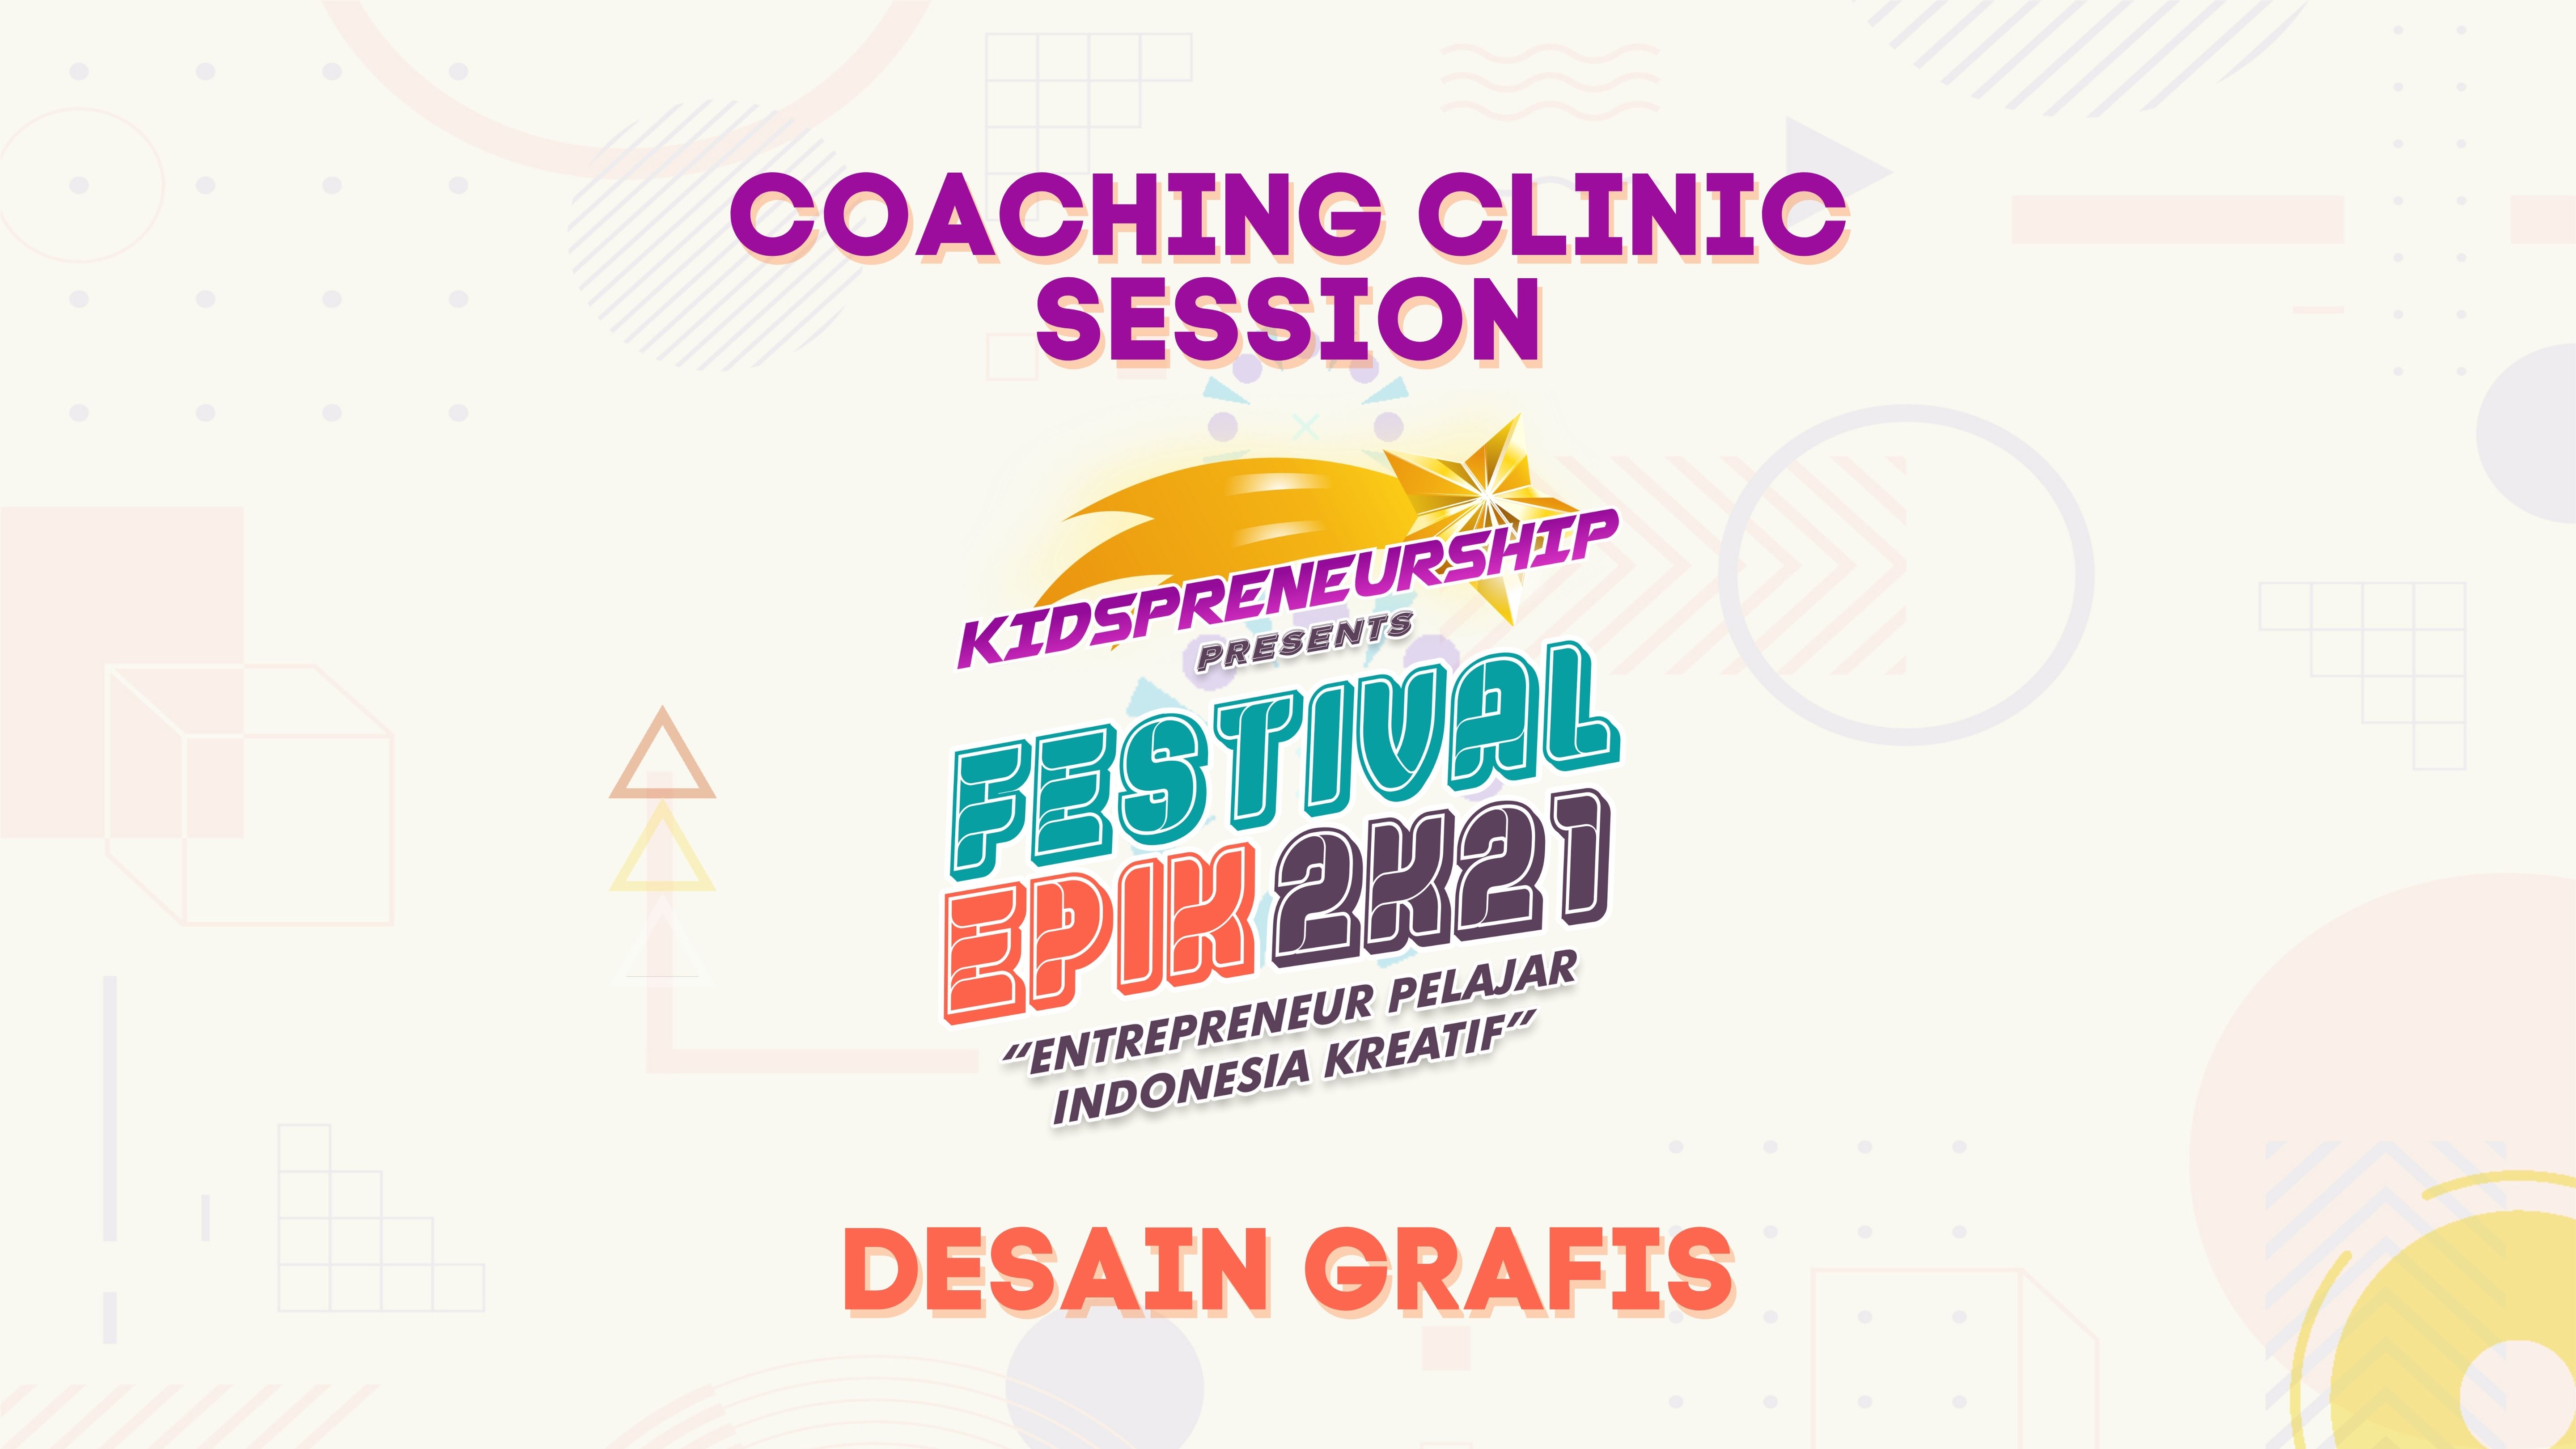 COACHING CLINIC
SESSION
KIDSPRENEURSHIP
PRESENTS
FESTIVAL
EPIK 2K21
"ENTREPRENEUR PELAJAR
INDONESIA KREATIF"
DESAIN GRAFIS